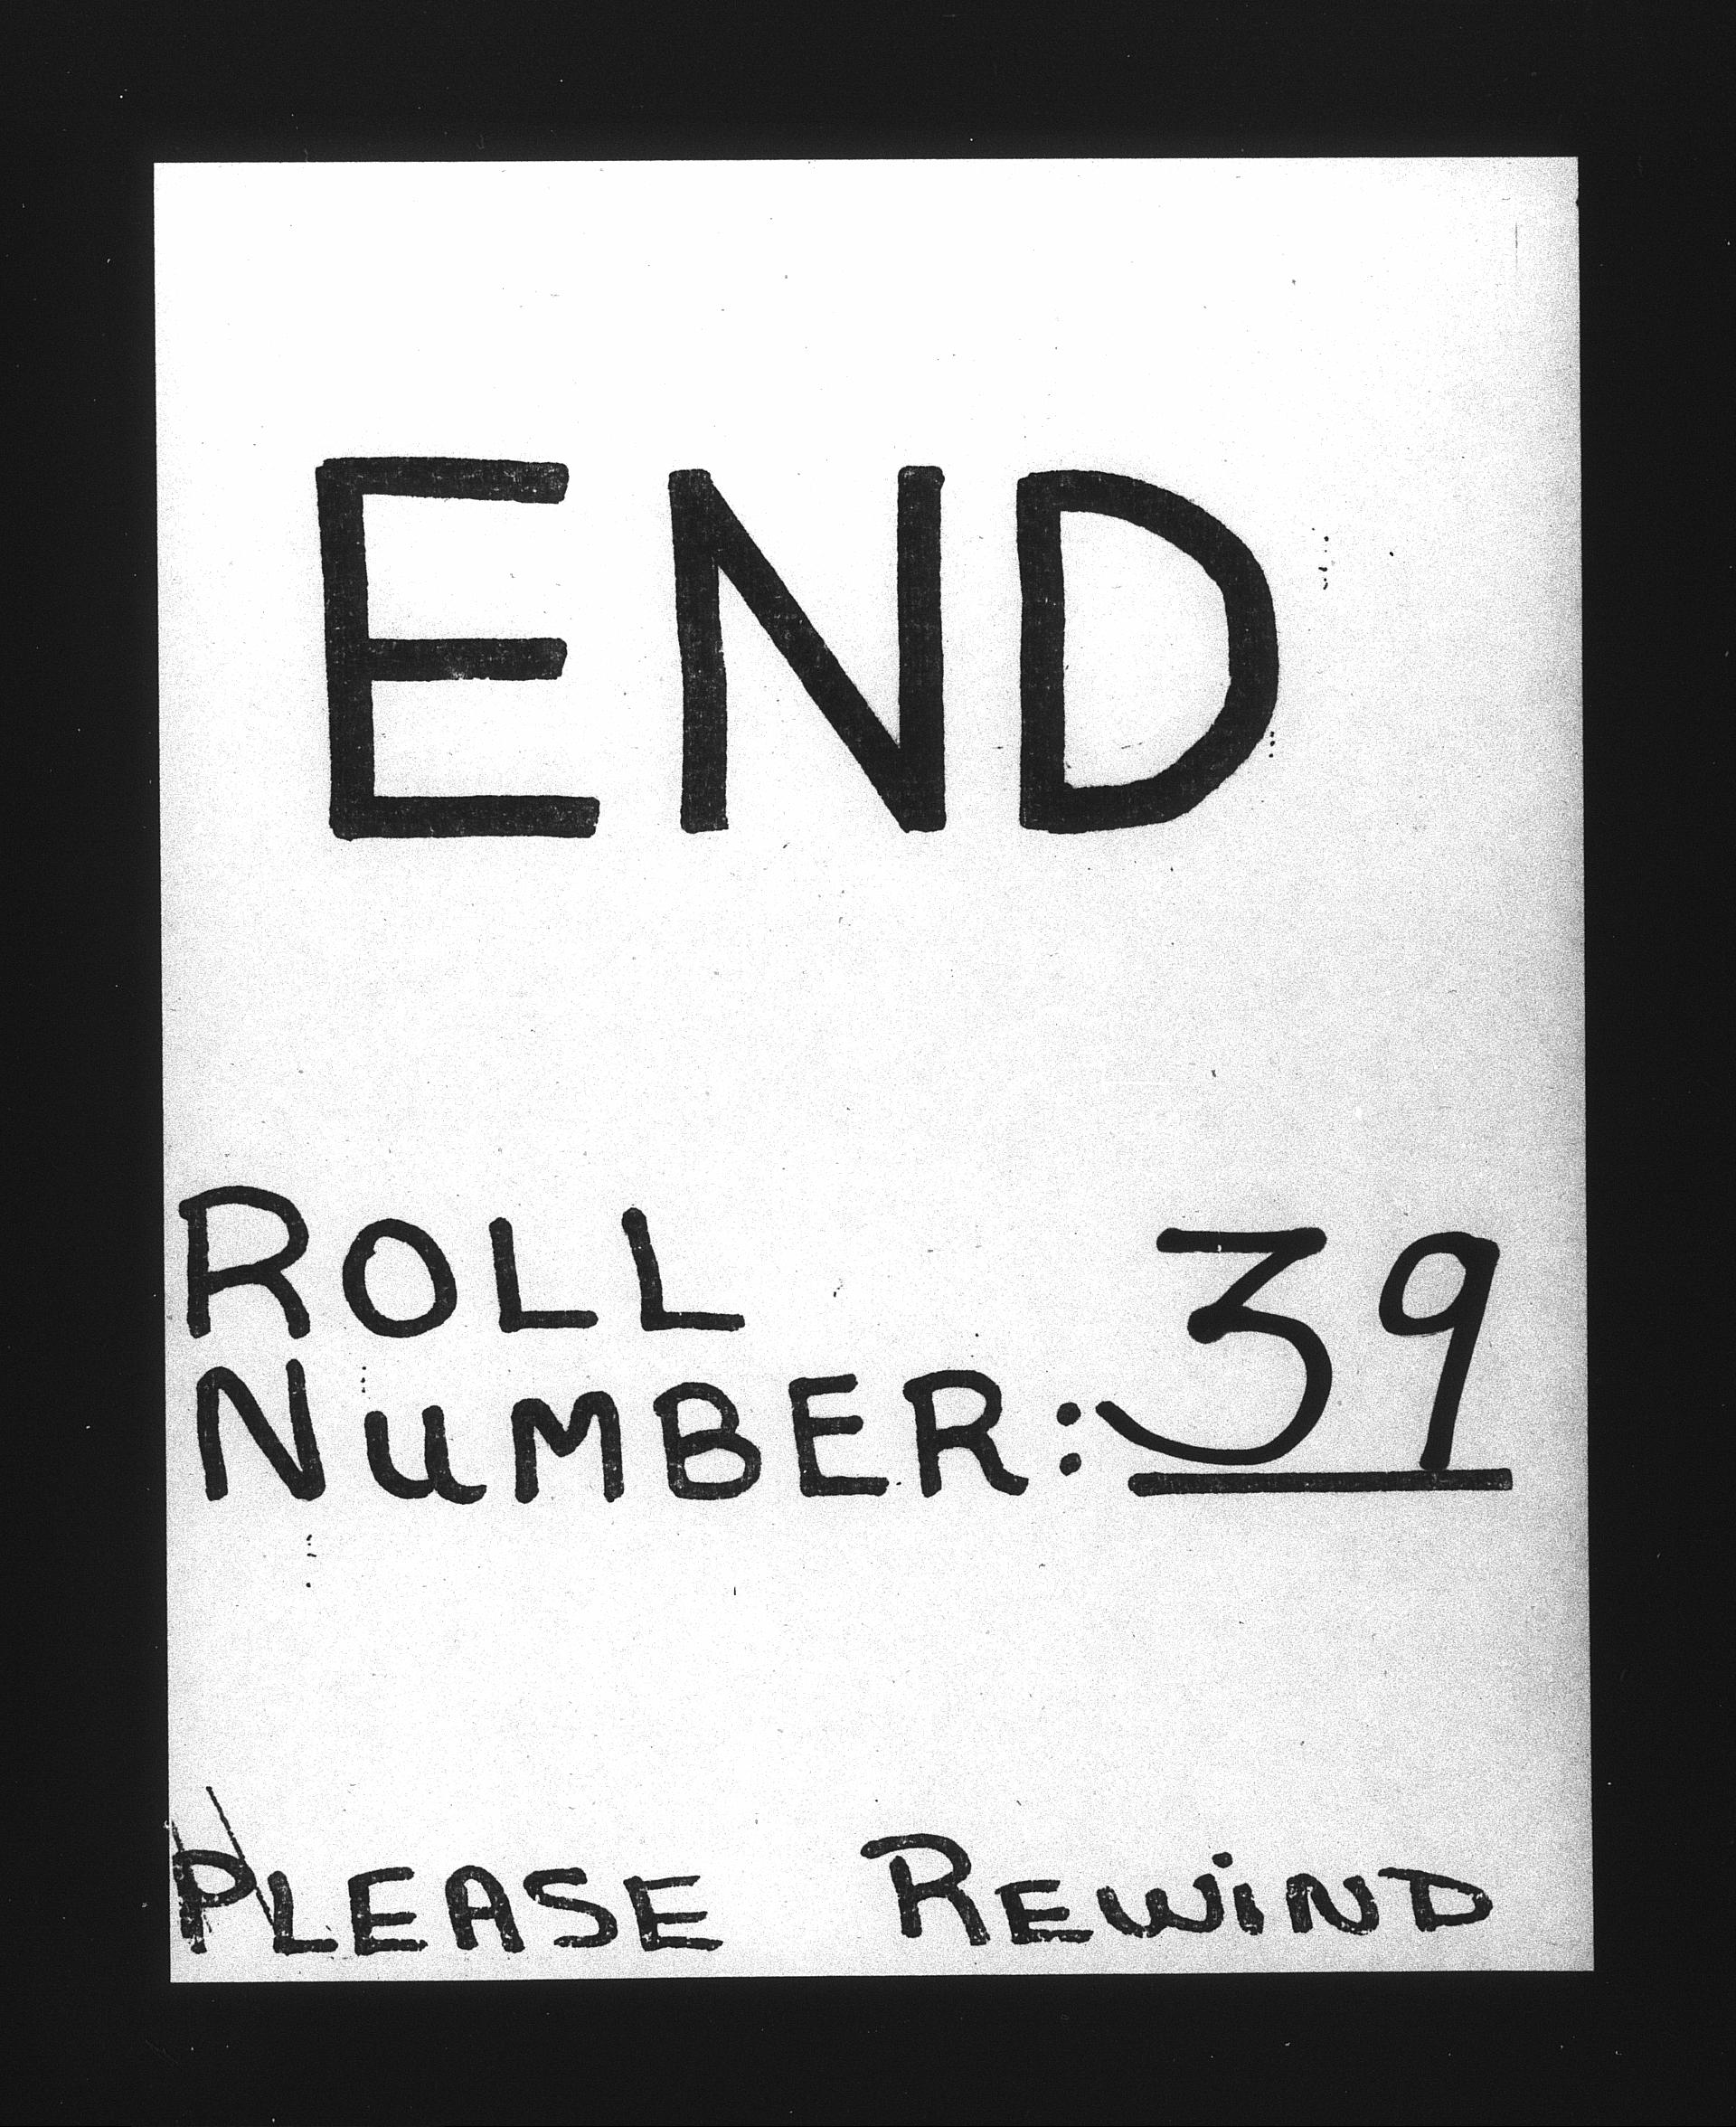 END
ROLL
NUMBER: 39
PLEASE REWIND